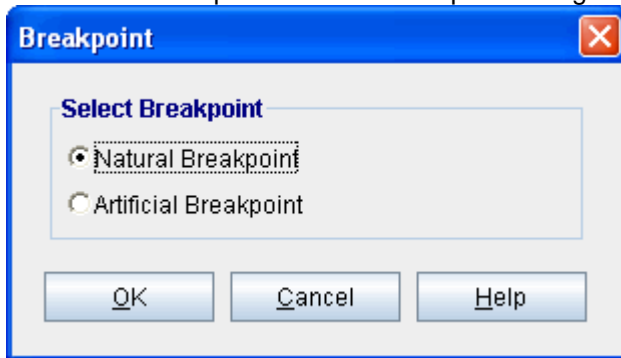 Breakpoint
Select Breakpoint
Natural Breakpoint
Artificial Breakpoint
OK Cancel Help